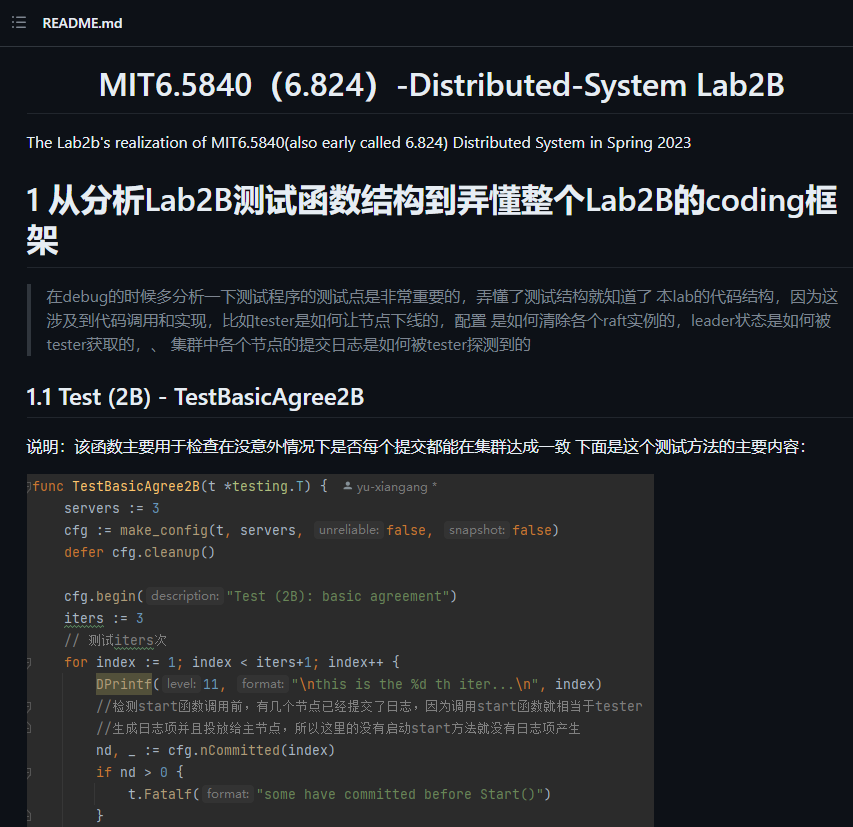 README.md
MIT6.5840（6.824）-Distributed-System Lab2B
The Lab2b's realization of MIT6.5840(also early called 6.824) Distributed System in Spring 2023
1 从分析Lab2B测试函数结构到弄懂整个Lab2B的coding框
架
在debug的时候多分析一下测试程序的测试点是非常重要的，弄懂了测试结构就知道了 本lab的代码结构，因为这
涉及到代码调用和实现，比如tester是如何让节点下线的，配置 是如何清除各个raft实例的，leader状态是如何被
tester获取的，、 集群中各个节点的提交日志是如何被tester探测到的
1.1 Test (2B) - TestBasicAgree2B
说明：该函数主要用于检查在没意外情况下是否每个提交都能在集群达成一致 下面是这个测试方法的主要内容：
func TestBasicAgree2B(t *testing.T) { yu-xiangang *
servers := 3
cfg := make_config(t, servers, unreliable: false, snapshot: false)
defer cfg.cleanup()
cfg.begin( description: "Test (2B): basic agreement")
iters := 3
// 测试iters次
for index := 1; index < iters+1; index++ {
DPrintf( level: 11, format: "\nthis is the %d th iter...\n", index)
//检测start函数调用前，有几个节点已经提交了日志，因为调用start函数就相当于tester
//生成日志项并且投放给主节点，所以这里的没有启动start方法就没有日志项产生
nd, _ := cfg.nCommitted(index)
if nd > 0 {
t.Fatalf( format: "some have committed before Start()")
}